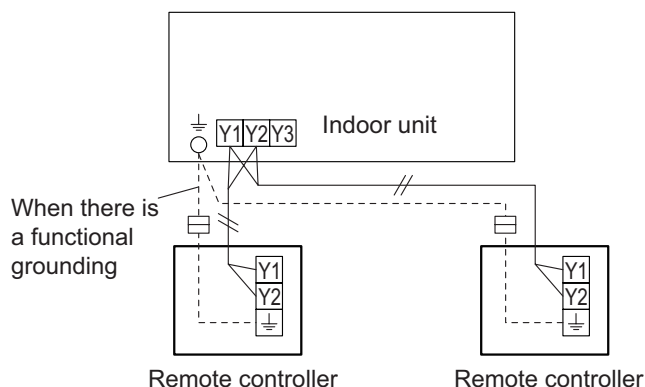 Y1 Y2 Y3
Indoor unit
When there is
a functional
grounding
Y1
Y2
Remote controller
Y1
Y2
Remote controller